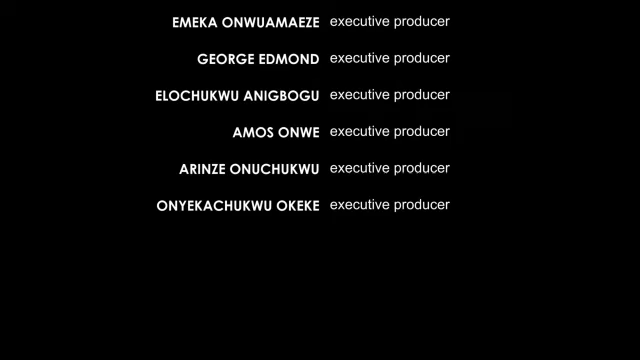 EMEKA ONWUAMAEZE executive producer
GEORGE EDMOND executive producer
ELOCHUKWU ANIGBOGU executive producer
AMOS ONWE executive producer
ARINZE ONUCHUKWU executive producer
ONYEKACHUKWU OKEKE executive producer